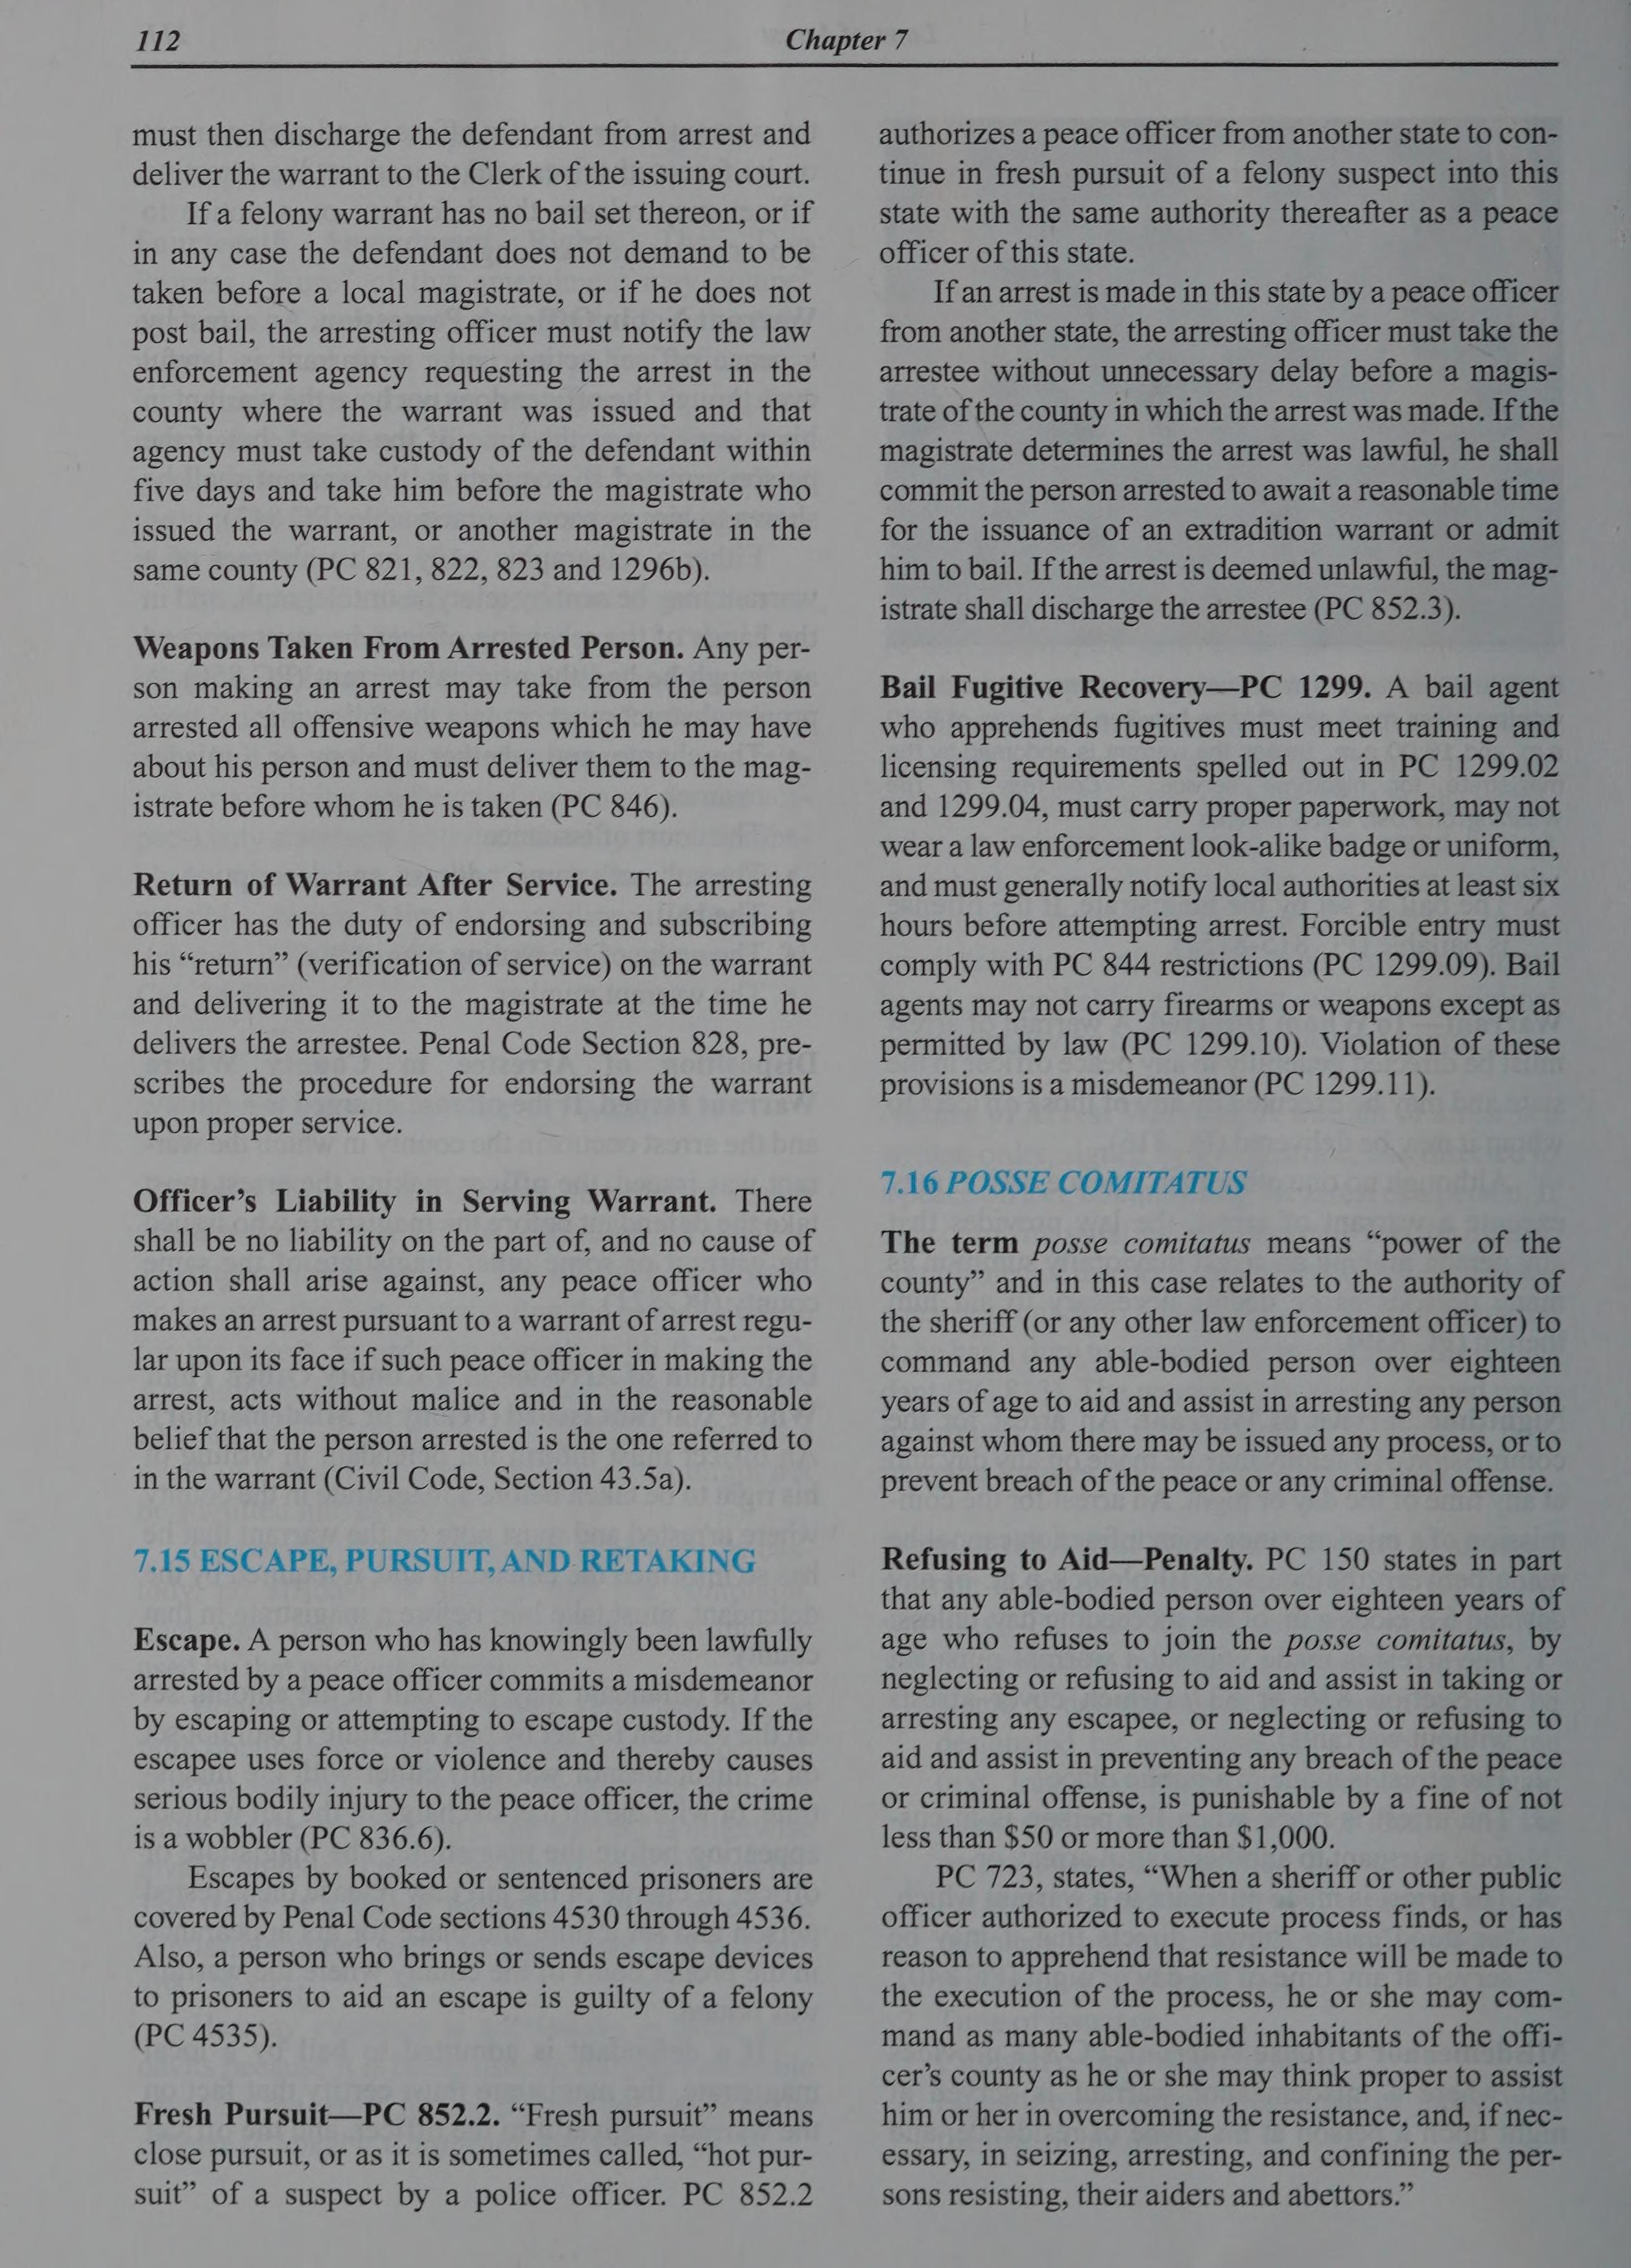 112
Chapter 7
must then discharge the defendant from arrest and
deliver the warrant to the Clerk of the issuing court.
If a felony warrant has no bail set thereon, or if
in any case the defendant does not demand to be
taken before a local magistrate, or if he does not
post bail, the arresting officer must notify the law
enforcement agency requesting the arrest in the
county where the warrant was issued and that
agency must take custody of the defendant within
five days and take him before the magistrate who
issued the warrant, or another magistrate in the
same county (PC 821, 822, 823 and 1296b).
Weapons Taken From Arrested Person. Any per-
son making an arrest may take from the person
arrested all offensive weapons which he may have
about his person and must deliver them to the mag-
istrate before whom he is taken (PC 846).
Return of Warrant After Service. The arresting
officer has the duty of endorsing and subscribing
his “return” (verification of service) on the warrant
and delivering it to the magistrate at the time he
delivers the arrestee. Penal Code Section 828, pre-
scribes the procedure for endorsing the warrant
upon proper service.
Officer’s Liability in Serving Warrant. There
shall be no liability on the part of, and no cause of
action shall arise against, any peace officer who
makes an arrest pursuant to a warrant of arrest regu-
lar upon its face if such peace officer in making the
arrest, acts without malice and in the reasonable
belief that the person arrested is the one referred to
in the warrant (Civil Code, Section 43.5a).
7.15 ESCAPE, PURSUIT, AND RETAKING
Escape. A person who has knowingly been lawfully
arrested by a peace officer commits a misdemeanor
by escaping or attempting to escape custody. If the
escapee uses force or violence and thereby causes
serious bodily injury to the peace officer, the crime
is a wobbler (PC 836.6).
Escapes by booked or sentenced prisoners are
covered by Penal Code sections 4530 through 4536.
Also, a person who brings or sends escape devices
to prisoners to aid an escape is guilty of a felony
(PC 4535).
Fresh Pursuit—PC 852.2. “Fresh pursuit” means
close pursuit, or as it is sometimes called, “hot pur-
suit” of a suspect by a police officer. PC 852.2
authorizes a peace officer from another state to con-
tinue in fresh pursuit of a felony suspect into this
state with the same authority thereafter as a peace
officer of this state.
If an arrest is made in this state by a peace officer
from another state, the arresting officer must take the
arrestee without unnecessary delay before a magis-
trate of the county in which the arrest was made. If the
magistrate determines the arrest was lawful, he shall
commit the person arrested to await a reasonable time
for the issuance of an extradition warrant or admit
him to bail. If the arrest is deemed unlawful, the mag-
istrate shall discharge the arrestee (PC 852.3).
Bail Fugitive Recovery—PC 1299. A bail agent
who apprehends fugitives must meet training and
licensing requirements spelled out in PC 1299.02
and 1299.04, must carry proper paperwork, may not
wear a law enforcement look-alike badge or uniform,
and must generally notify local authorities at least six
hours before attempting arrest. Forcible entry must
comply with PC 844 restrictions (PC 1299.09). Bail
agents may not carry firearms or weapons except as
permitted by law (PC 1299.10). Violation of these
provisions is a misdemeanor (PC 1299.11).
7.16 POSSE COMITATUS
The term posse comitatus means “power of the
county” and in this case relates to the authority of
the sheriff (or any other law enforcement officer) to
command any able-bodied person over eighteen
years of age to aid and assist in arresting any person
against whom there may be issued any process, or to
prevent breach of the peace or any criminal offense.
Refusing to Aid—Penalty. PC 150 states in part
that any able-bodied person over eighteen years of
age who refuses to join the posse comitatus, by
neglecting or refusing to aid and assist in taking or
arresting any escapee, or neglecting or refusing to
aid and assist in preventing any breach of the peace
or criminal offense, is punishable by a fine of not
less than $50 or more than $1,000.
PC 723, states, “When a sheriff or other public
officer authorized to execute process finds, or has
reason to apprehend that resistance will be made to
the execution of the process, he or she may com-
mand as many able-bodied inhabitants of the offi-
cer’s county as he or she may think proper to assist
him or her in overcoming the resistance, and, if nec-
essary, in seizing, arresting, and confining the per-
sons resisting, their aiders and abettors.”